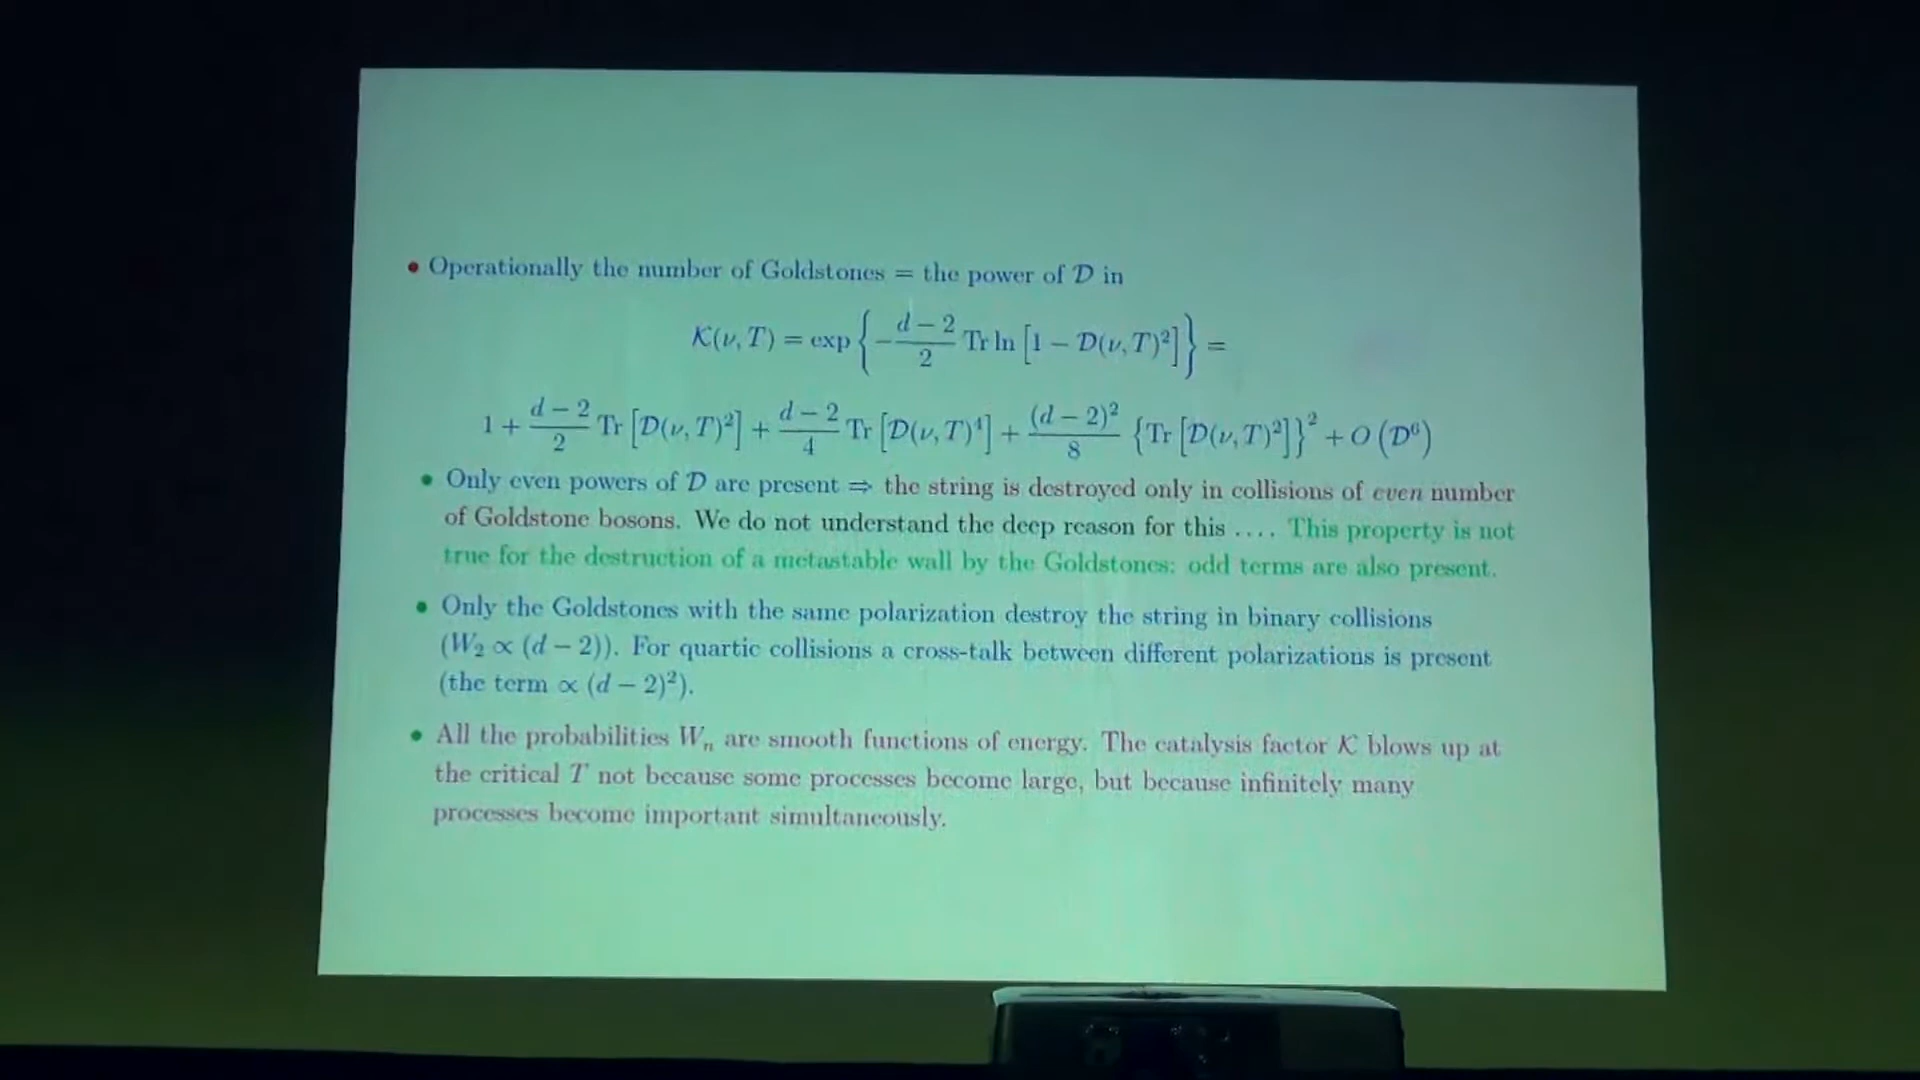 • Operationally the number of Goldstones = the power of 𝒟 in
𝒦(ν, T) = exp { − (d − 2)/2 Tr ln [1 − 𝒟(ν, T)²] } =
1 + (d − 2)/2 Tr [𝒟(ν, T)²] + (d − 2)/4 Tr [𝒟(ν, T)⁴] + (d − 2)²/8 {Tr [𝒟(ν, T)²]}² + O (𝒟⁶)
• Only even powers of 𝒟 are present ⇒ the string is destroyed only in collisions of even number
of Goldstone bosons. We do not understand the deep reason for this .... This property is not
true for the destruction of a metastable wall by the Goldstones: odd terms are also present.
• Only the Goldstones with the same polarization destroy the string in binary collisions
(W₂ ∝ (d − 2)). For quartic collisions a cross-talk between different polarizations is present
(the term ∝ (d − 2)²).
• All the probabilities Wₙ are smooth functions of energy. The catalysis factor 𝒦 blows up at
the critical T not because some processes become large, but because infinitely many
processes become important simultaneously.